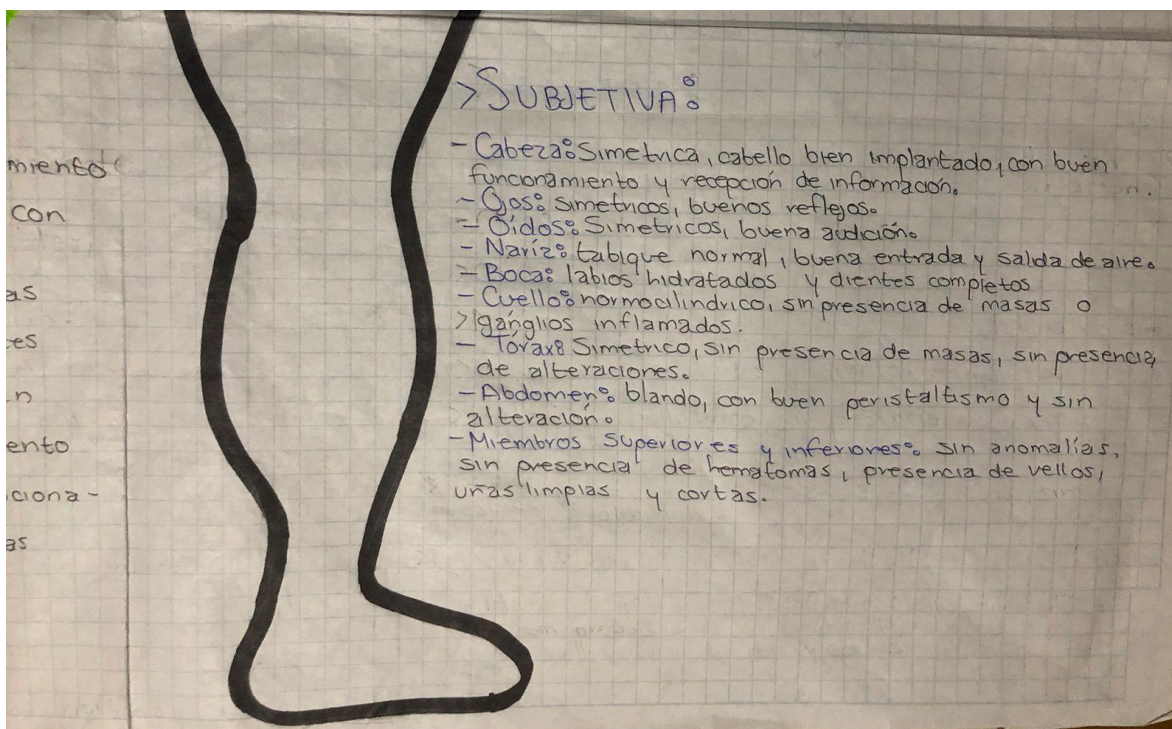 miento
con
as
es
n
ento
ciona-
as
>SUBJETIVA:
- Cabeza: Simetrica, cabello bien implantado, con buen
funcionamiento y recepción de información.
- Ojos: simetricos, buenos reflejos.
- Oídos: Simetricos, buena audición.
- Naríz: tabique normal, buena entrada y salida de aire.
- Boca: labios hidratados y dientes completos
- Cuello: normocilindrico, sin presencia de masas o
> gánglios inflamados.
- Tórax: Simetrico, sin presencia de masas, sin presencia
de alteraciones.
- Abdomen: blando, con buen peristaltismo y sin
alteración.
- Miembros Superiores y inferiores: sin anomalías,
sin presencia de hematomas, presencia de vellos,
uñas limpias y cortas.